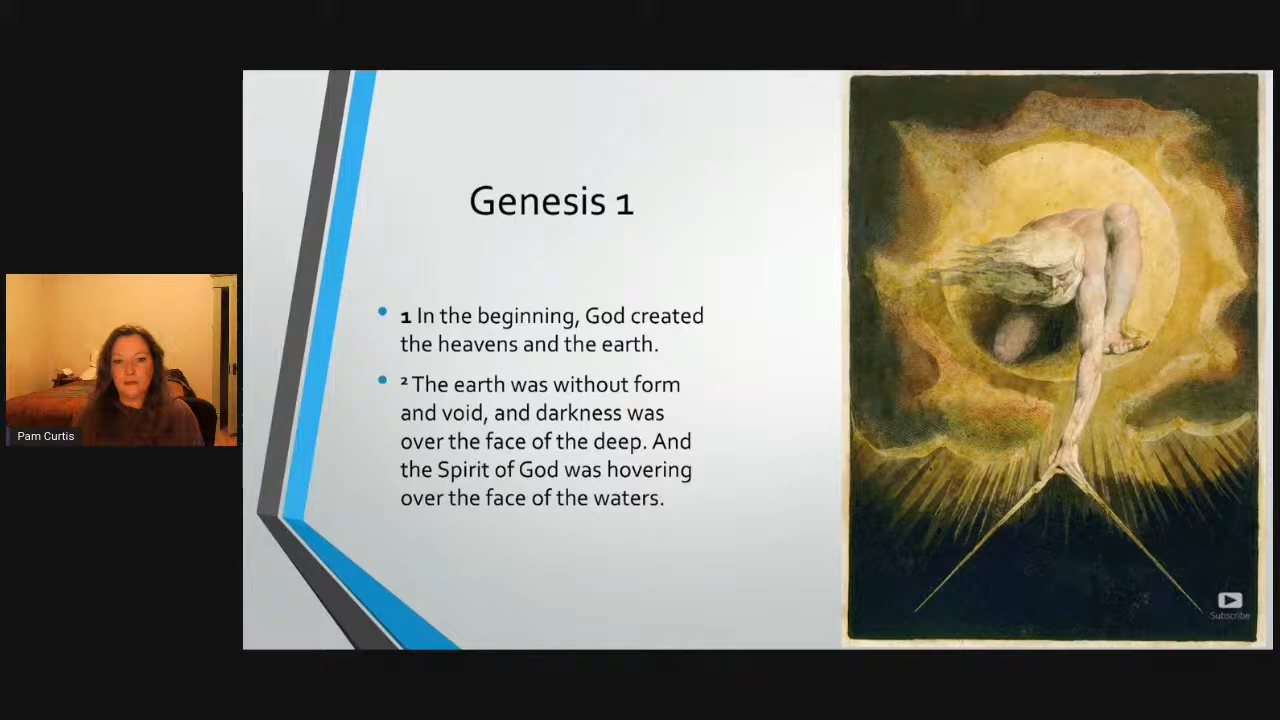 Genesis 1
1 In the beginning, God created
the heavens and the earth.
2 The earth was without form
and void, and darkness was
over the face of the deep. And
the Spirit of God was hovering
over the face of the waters.
Pam Curtis
Subscribe